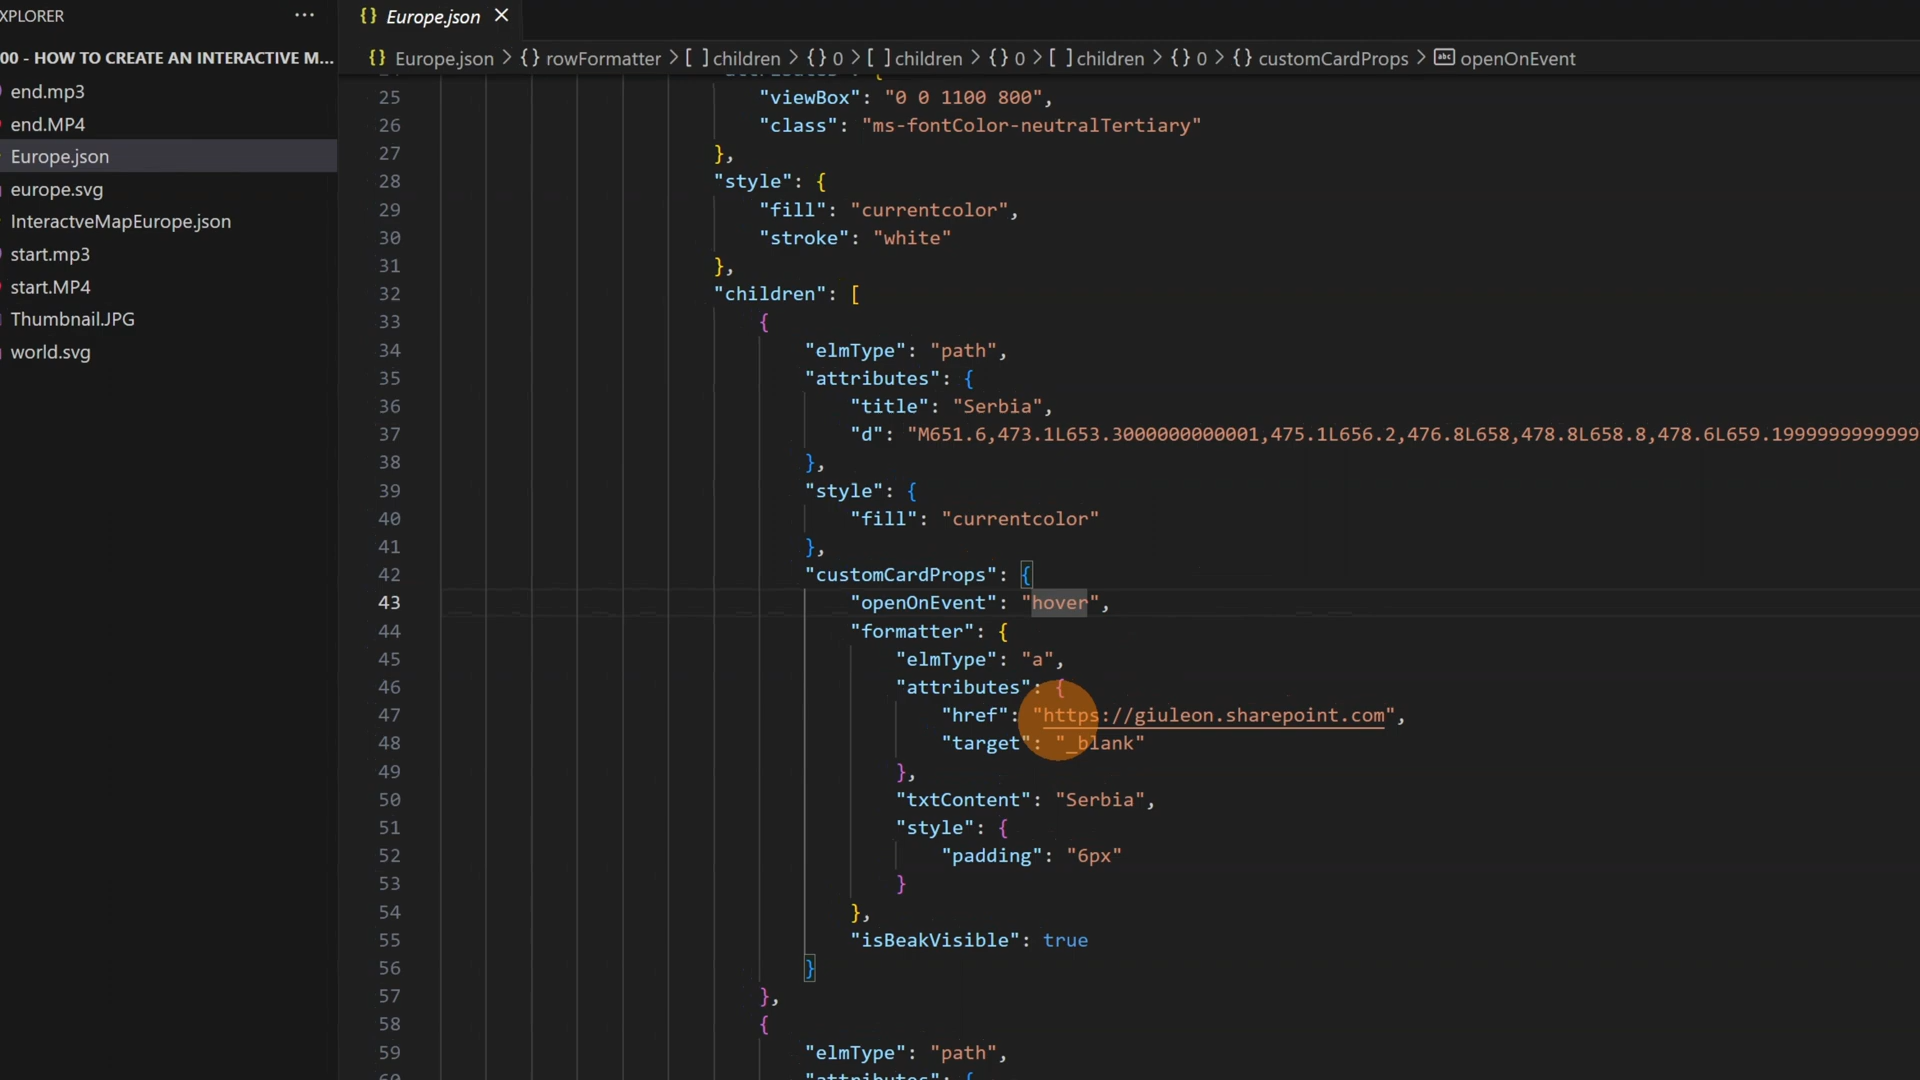 XPLORER
00 - HOW TO CREATE AN INTERACTIVE M...
end.mp3
end.MP4
Europe.json
europe.svg
InteractveMapEurope.json
start.mp3
start.MP4
Thumbnail.JPG
world.svg
{} Europe.json ×
{} Europe.json > {} rowFormatter > [ ] children > {} 0 > [ ] children > {} 0 > [ ] children > {} 0 > {} customCardProps > abc openOnEvent
25 "viewBox": "0 0 1100 800",
26 "class": "ms-fontColor-neutralTertiary"
27 },
28 "style": {
29 "fill": "currentcolor",
30 "stroke": "white"
31 },
32 "children": [
33 {
34 "elmType": "path",
35 "attributes": {
36 "title": "Serbia",
37 "d": "M651.6,473.1L653.3000000000001,475.1L656.2,476.8L658,478.8L658.8,478.6L659.1999999999999
38 },
39 "style": {
40 "fill": "currentcolor"
41 },
42 "customCardProps": {
43 "openOnEvent": "hover",
44 "formatter": {
45 "elmType": "a",
46 "attributes": {
47 "href": "https://giuleon.sharepoint.com",
48 "target": "_blank"
49 },
50 "txtContent": "Serbia",
51 "style": {
52 "padding": "6px"
53 }
54 },
55 "isBeakVisible": true
56 }
57 },
58 {
59 "elmType": "path",
60 "attributes": {